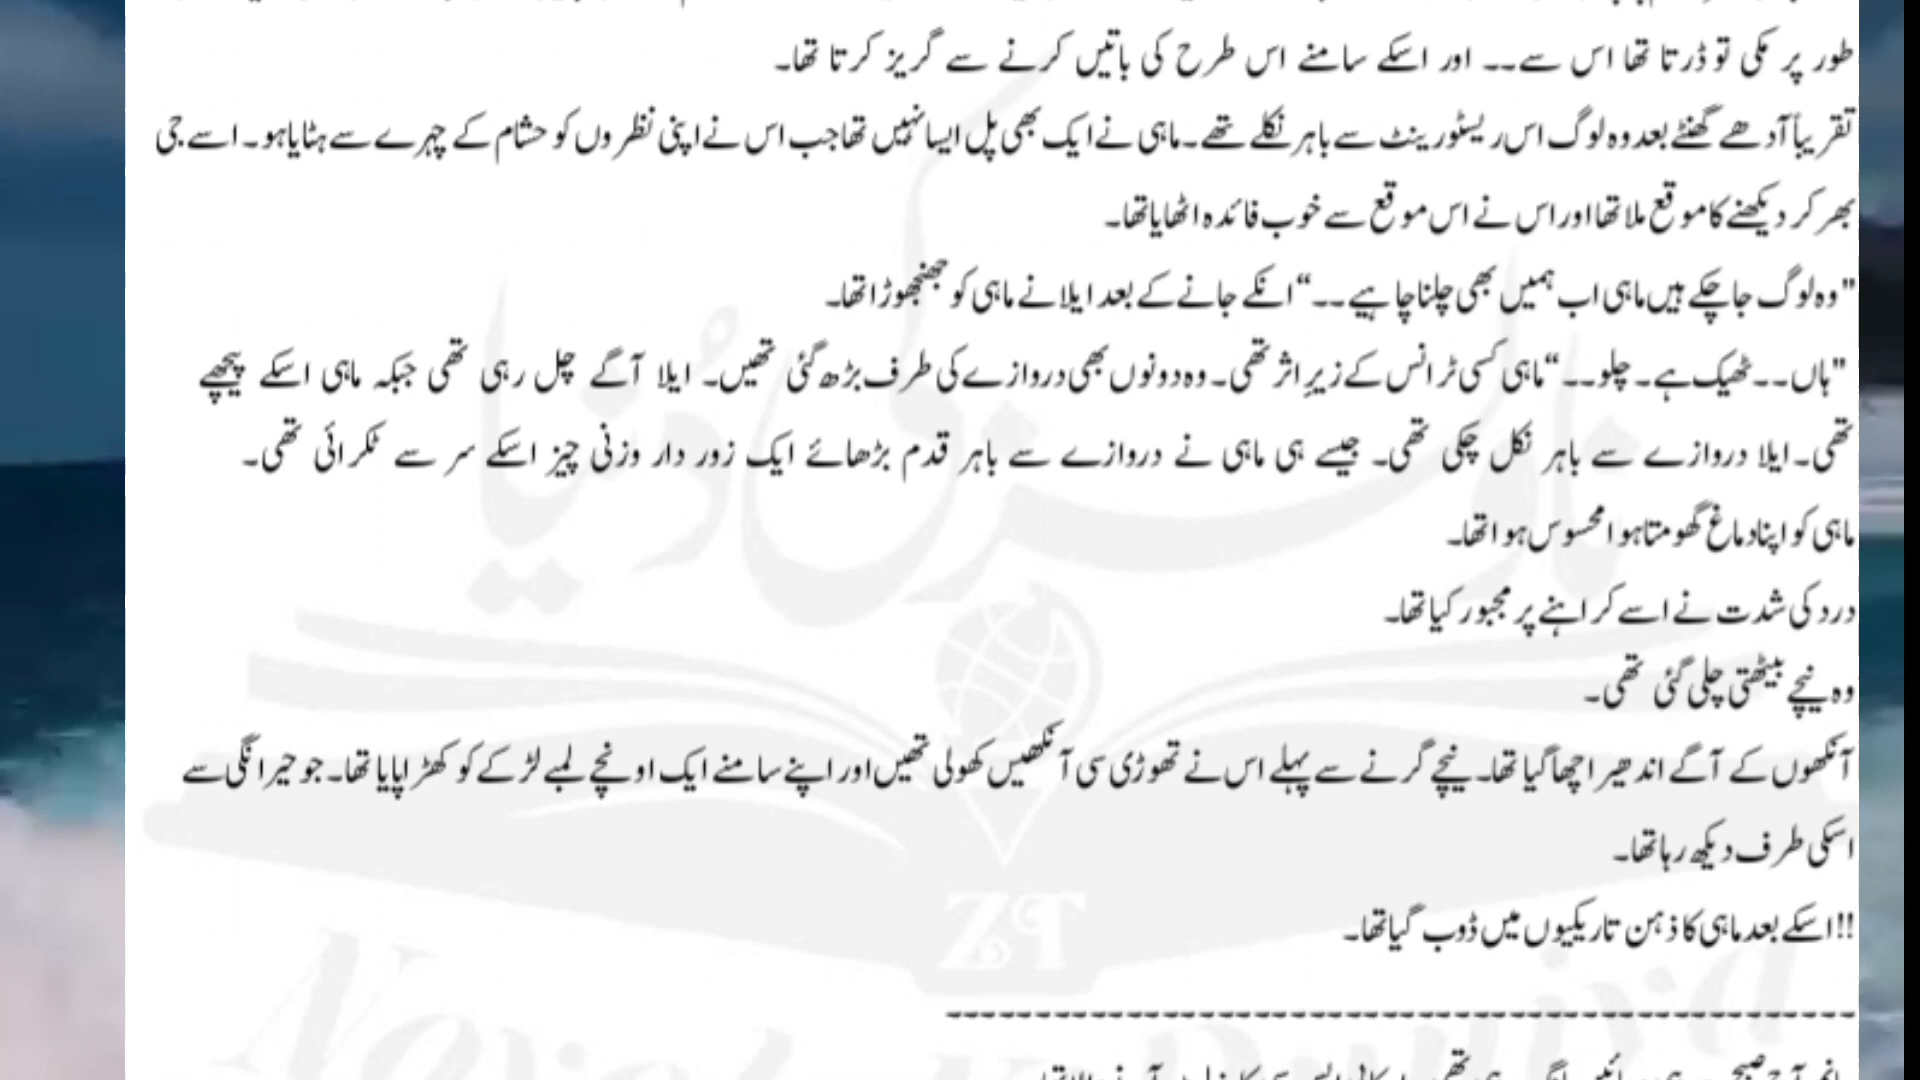 طور پر مکی تو ڈرتا تھا اس سے۔۔ اور اسکے سامنے اس طرح کی باتیں کرنے سے گریز کرتا تھا۔
تقریباً آدھے گھنٹے بعد وہ لوگ اس ریسٹورینٹ سے باہر نکلے تھے۔ ماہی نے ایک بھی پل ایسا نہیں تھا جب اس نے اپنی نظروں کو حشام کے چہرے سے ہٹایا ہو۔ اسے جی
بھر کر دیکھنے کا موقع ملا تھا اور اس نے اس موقع سے خوب فائدہ اٹھایا تھا۔
"وہ لوگ جا چکے ہیں ماہی اب ہمیں بھی چلنا چاہیے۔۔“ انکے جانے کے بعد ایلا نے ماہی کو جھنجھوڑا تھا۔
"ہاں۔۔ ٹھیک ہے۔ چلو۔۔“ ماہی کسی ٹرانس کے زیرِ اثر تھی۔ وہ دونوں بھی دروازے کی طرف بڑھ گئی تھیں۔ ایلا آگے چل رہی تھی جبکہ ماہی اسکے پیچھے
تھی۔ ایلا دروازے سے باہر نکل چکی تھی۔ جیسے ہی ماہی نے دروازے سے باہر قدم بڑھائے ایک زور دار وزنی چیز اسکے سر سے ٹکرائی تھی۔
ماہی کو اپنا دماغ گھومتا ہوا محسوس ہوا تھا۔
درد کی شدت نے اسے کراہنے پر مجبور کیا تھا۔
وہ نیچے بیٹھتی چلی گئی تھی۔
آنکھوں کے آگے اندھیرا چھا گیا تھا۔ نیچے گرنے سے پہلے اس نے تھوڑی سی آنکھیں کھولی تھیں اور اپنے سامنے ایک اونچے لمبے لڑکے کو کھڑا پایا تھا۔ جو حیرانگی سے
اسکی طرف دیکھ رہا تھا۔
!!اسکے بعد ماہی کا ذہن تاریکیوں میں ڈوب گیا تھا۔
ناولز کی دنیا
ZT
Novels Ki Duniya